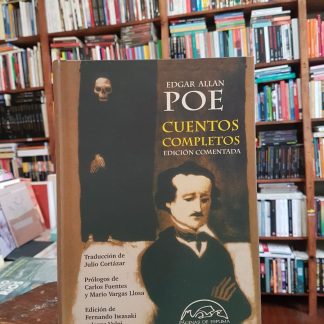 EDGAR ALLAN
POE
CUENTOS
COMPLETOS
EDICIÓN COMENTADA
Traducción de
Julio Cortázar
Prólogos de
Carlos Fuentes
y Mario Vargas Llosa
Edición de
Fernando Iwasaki
PÁGINAS DE ESPUMA